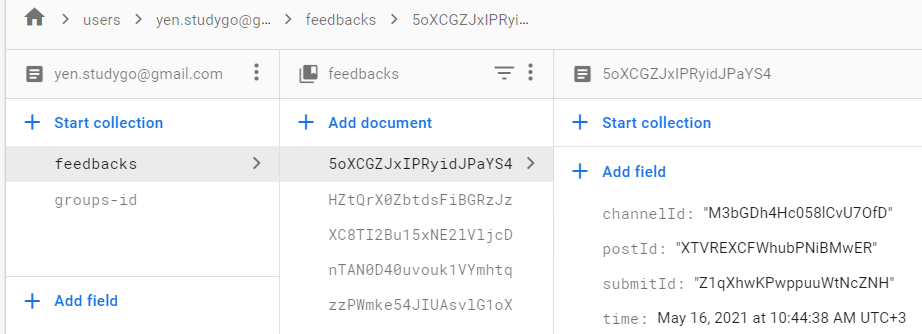 users yen.studygo@g... feedbacks 5oXCGZJxIPRyi...
yen.studygo@gmail.com
Start collection
feedbacks
groups-id
Add field
feedbacks
Add document
5oXCGZJxIPRyidJPaYS4
HZtQrX0ZbtdsFiBGRzJz
XC8TI2Bu15xNE2lVljcD
nTAN0D40uvouk1VYmhtq
zzPWmke54JIUAsvlG1oX
5oXCGZJxIPRyidJPaYS4
Start collection
Add field
channelId: "M3bGDh4Hc058lCvU7OfD"
postId: "XTVREXCFWhubPNiBMwER"
submitId: "Z1qXhwKPwppuuWtNcZNH"
time: May 16, 2021 at 10:44:38 AM UTC+3